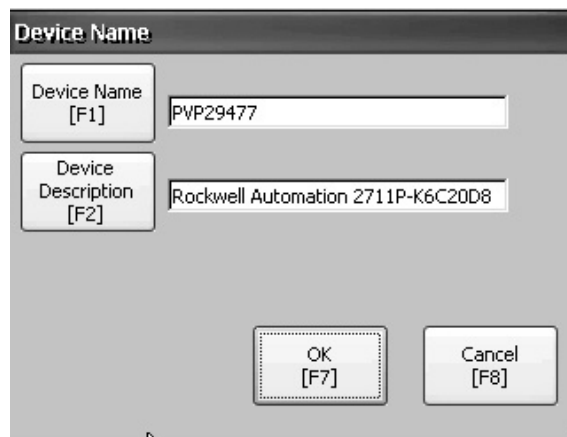 Device Name
Device Name
[F1]
PVP29477
Device
Description
[F2]
Rockwell Automation 2711P-K6C20D8
OK
[F7]
Cancel
[F8]